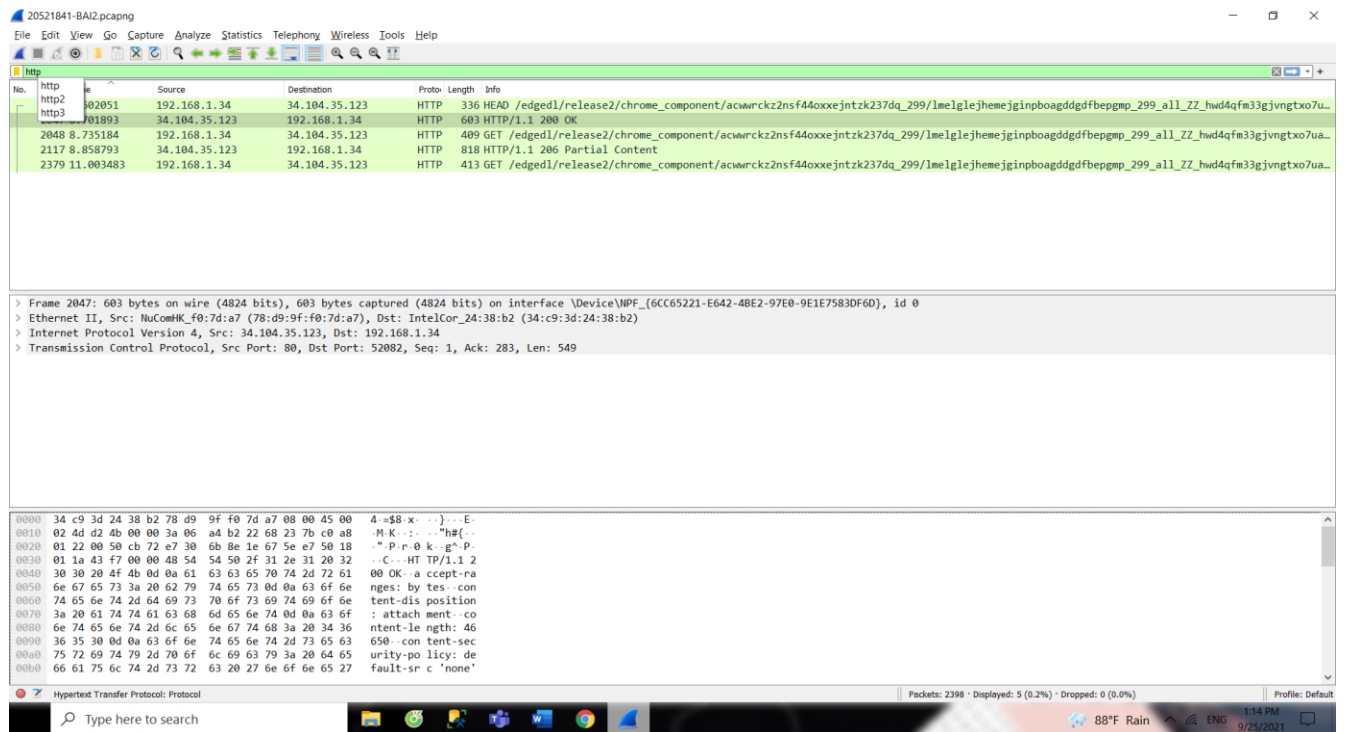 20521841-BAI2.pcapng
File Edit View Go Capture Analyze Statistics Telephony Wireless Tools Help
http
http
http2
http3
No. Source Destination Proto Length Info
502051 192.168.1.34 34.104.35.123 HTTP 336 HEAD /edgedl/release2/chrome_component/acwwrckz2nsf44oxxejntzk237dq_299/lmelglejhemejginpboagddgdfbepgmp_299_all_ZZ_hwd4qfm33gjvngtxo7u…
701893 34.104.35.123 192.168.1.34 HTTP 603 HTTP/1.1 200 OK
2048 8.735184 192.168.1.34 34.104.35.123 HTTP 409 GET /edgedl/release2/chrome_component/acwwrckz2nsf44oxxejntzk237dq_299/lmelglejhemejginpboagddgdfbepgmp_299_all_ZZ_hwd4qfm33gjvngtxo7ua…
2117 8.858793 34.104.35.123 192.168.1.34 HTTP 818 HTTP/1.1 206 Partial Content
2379 11.003483 192.168.1.34 34.104.35.123 HTTP 413 GET /edgedl/release2/chrome_component/acwwrckz2nsf44oxxejntzk237dq_299/lmelglejhemejginpboagddgdfbepgmp_299_all_ZZ_hwd4qfm33gjvngtxo7ua…
> Frame 2047: 603 bytes on wire (4824 bits), 603 bytes captured (4824 bits) on interface \Device\NPF_{6CC65221-E642-4BE2-97E0-9E1E7583DF6D}, id 0
> Ethernet II, Src: NuComHK_f0:7d:a7 (78:d9:9f:f0:7d:a7), Dst: IntelCor_24:38:b2 (34:c9:3d:24:38:b2)
> Internet Protocol Version 4, Src: 34.104.35.123, Dst: 192.168.1.34
> Transmission Control Protocol, Src Port: 80, Dst Port: 52082, Seq: 1, Ack: 283, Len: 549
0000 34 c9 3d 24 38 b2 78 d9 9f f0 7d a7 08 00 45 00 4·=$8·x· ··}···E·
0010 02 4d d2 4b 00 00 3a 06 a4 b2 22 68 23 7b c0 a8 ·M·K··:· ··"h#{··
0020 01 22 00 50 cb 72 e7 30 6b 8e 1e 67 5e e7 50 18 ·"·P·r·0 k··g^·P·
0030 01 1a 43 f7 00 00 48 54 54 50 2f 31 2e 31 20 32 ··C···HT TP/1.1 2
0040 30 30 20 4f 4b 0d 0a 61 63 63 65 70 74 2d 72 61 00 OK··a ccept-ra
0050 6e 67 65 73 3a 20 62 79 74 65 73 0d 0a 63 6f 6e nges: by tes··con
0060 74 65 6e 74 2d 64 69 73 70 6f 73 69 74 69 6f 6e tent-dis position
0070 3a 20 61 74 74 61 63 68 6d 65 6e 74 0d 0a 63 6f : attach ment··co
0080 6e 74 65 6e 74 2d 6c 65 6e 67 74 68 3a 20 34 36 ntent-le ngth: 46
0090 36 35 30 0d 0a 63 6f 6e 74 65 6e 74 2d 73 65 63 650··con tent-sec
00a0 75 72 69 74 79 2d 70 6f 6c 69 63 79 3a 20 64 65 urity-po licy: de
00b0 66 61 75 6c 74 2d 73 72 63 20 27 6e 6f 6e 65 27 fault-sr c 'none'
Hypertext Transfer Protocol: Protocol
Packets: 2398 · Displayed: 5 (0.2%) · Dropped: 0 (0.0%)
Profile: Default
Type here to search
88°F Rain
ENG
1:14 PM
9/25/2021